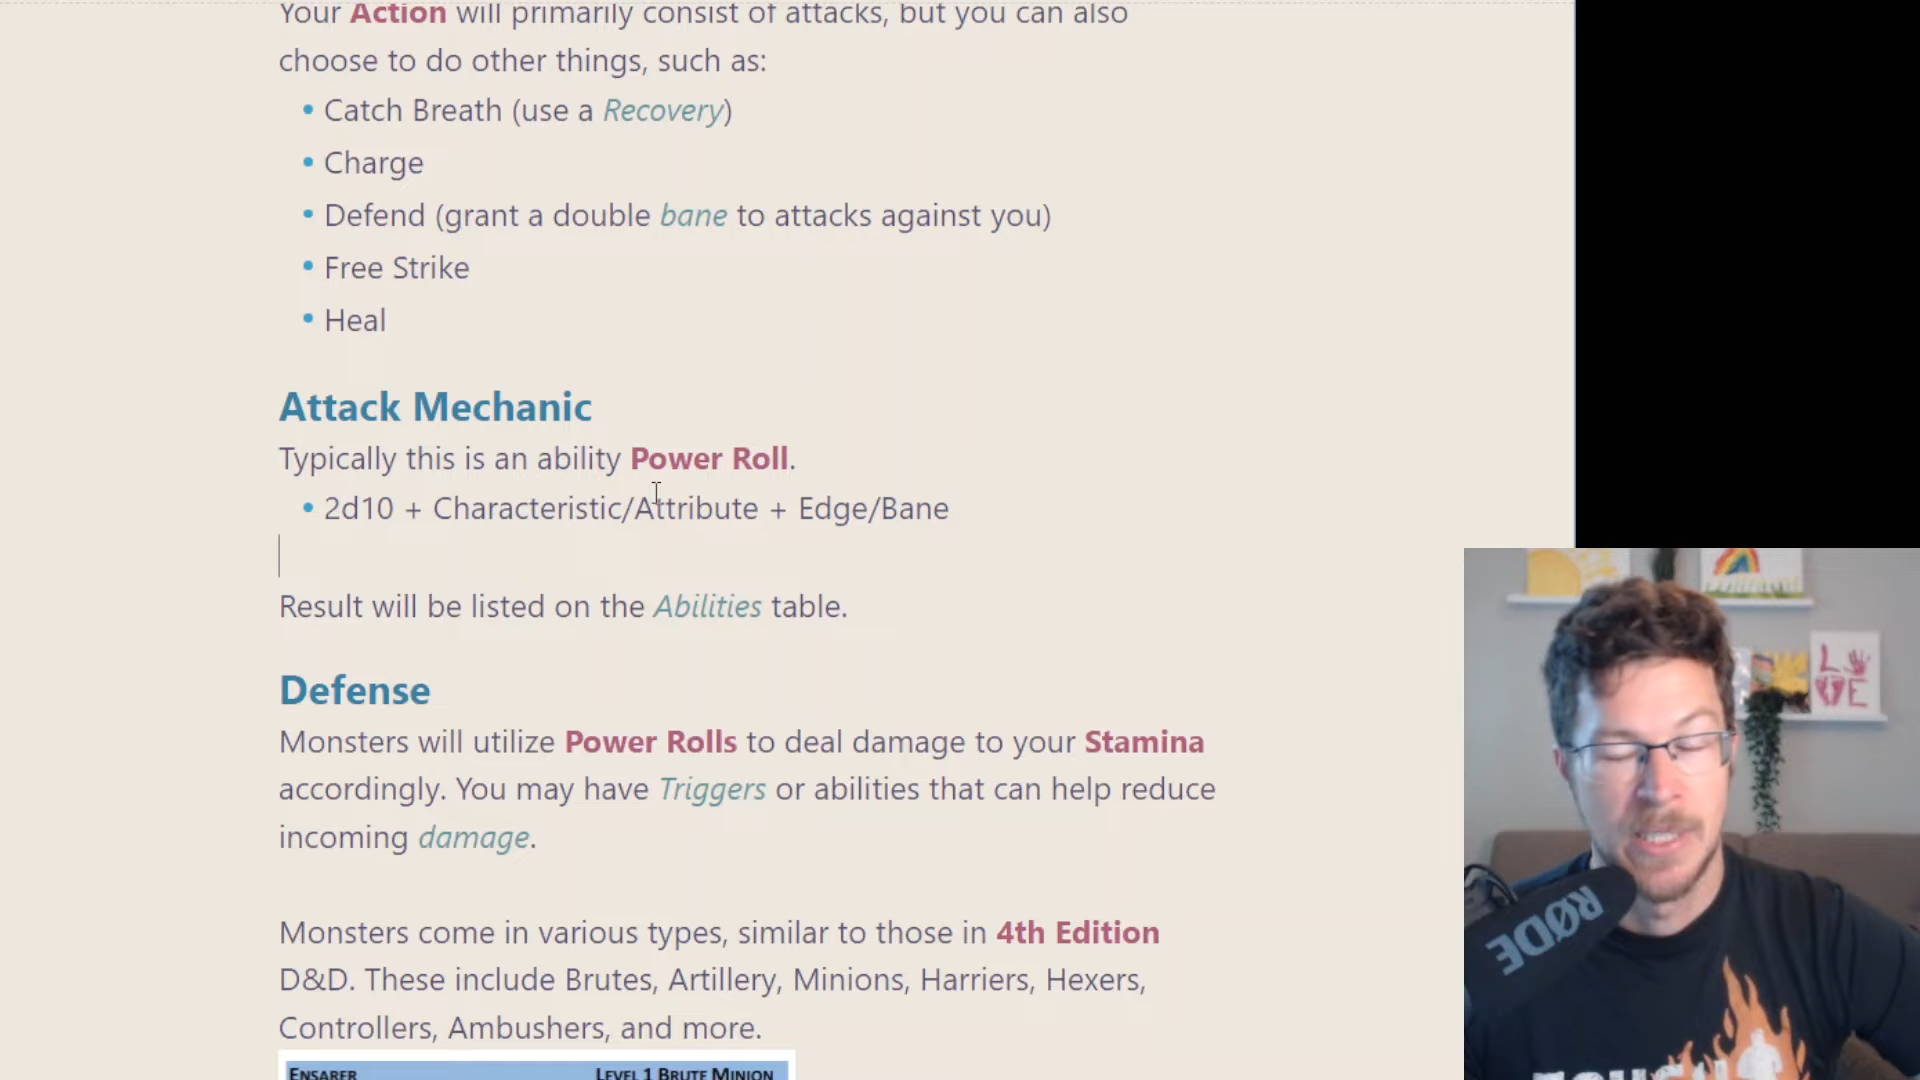 Your Action will primarily consist of attacks, but you can also
choose to do other things, such as:
• Catch Breath (use a Recovery)
• Charge
• Defend (grant a double bane to attacks against you)
• Free Strike
• Heal
Attack Mechanic
Typically this is an ability Power Roll.
• 2d10 + Characteristic/Attribute + Edge/Bane
Result will be listed on the Abilities table.
Defense
Monsters will utilize Power Rolls to deal damage to your Stamina
accordingly. You may have Triggers or abilities that can help reduce
incoming damage.
Monsters come in various types, similar to those in 4th Edition
D&D. These include Brutes, Artillery, Minions, Harriers, Hexers,
Controllers, Ambushers, and more.
ENSARER LEVEL 1 BRUTE MINION
L
VE
RØDE